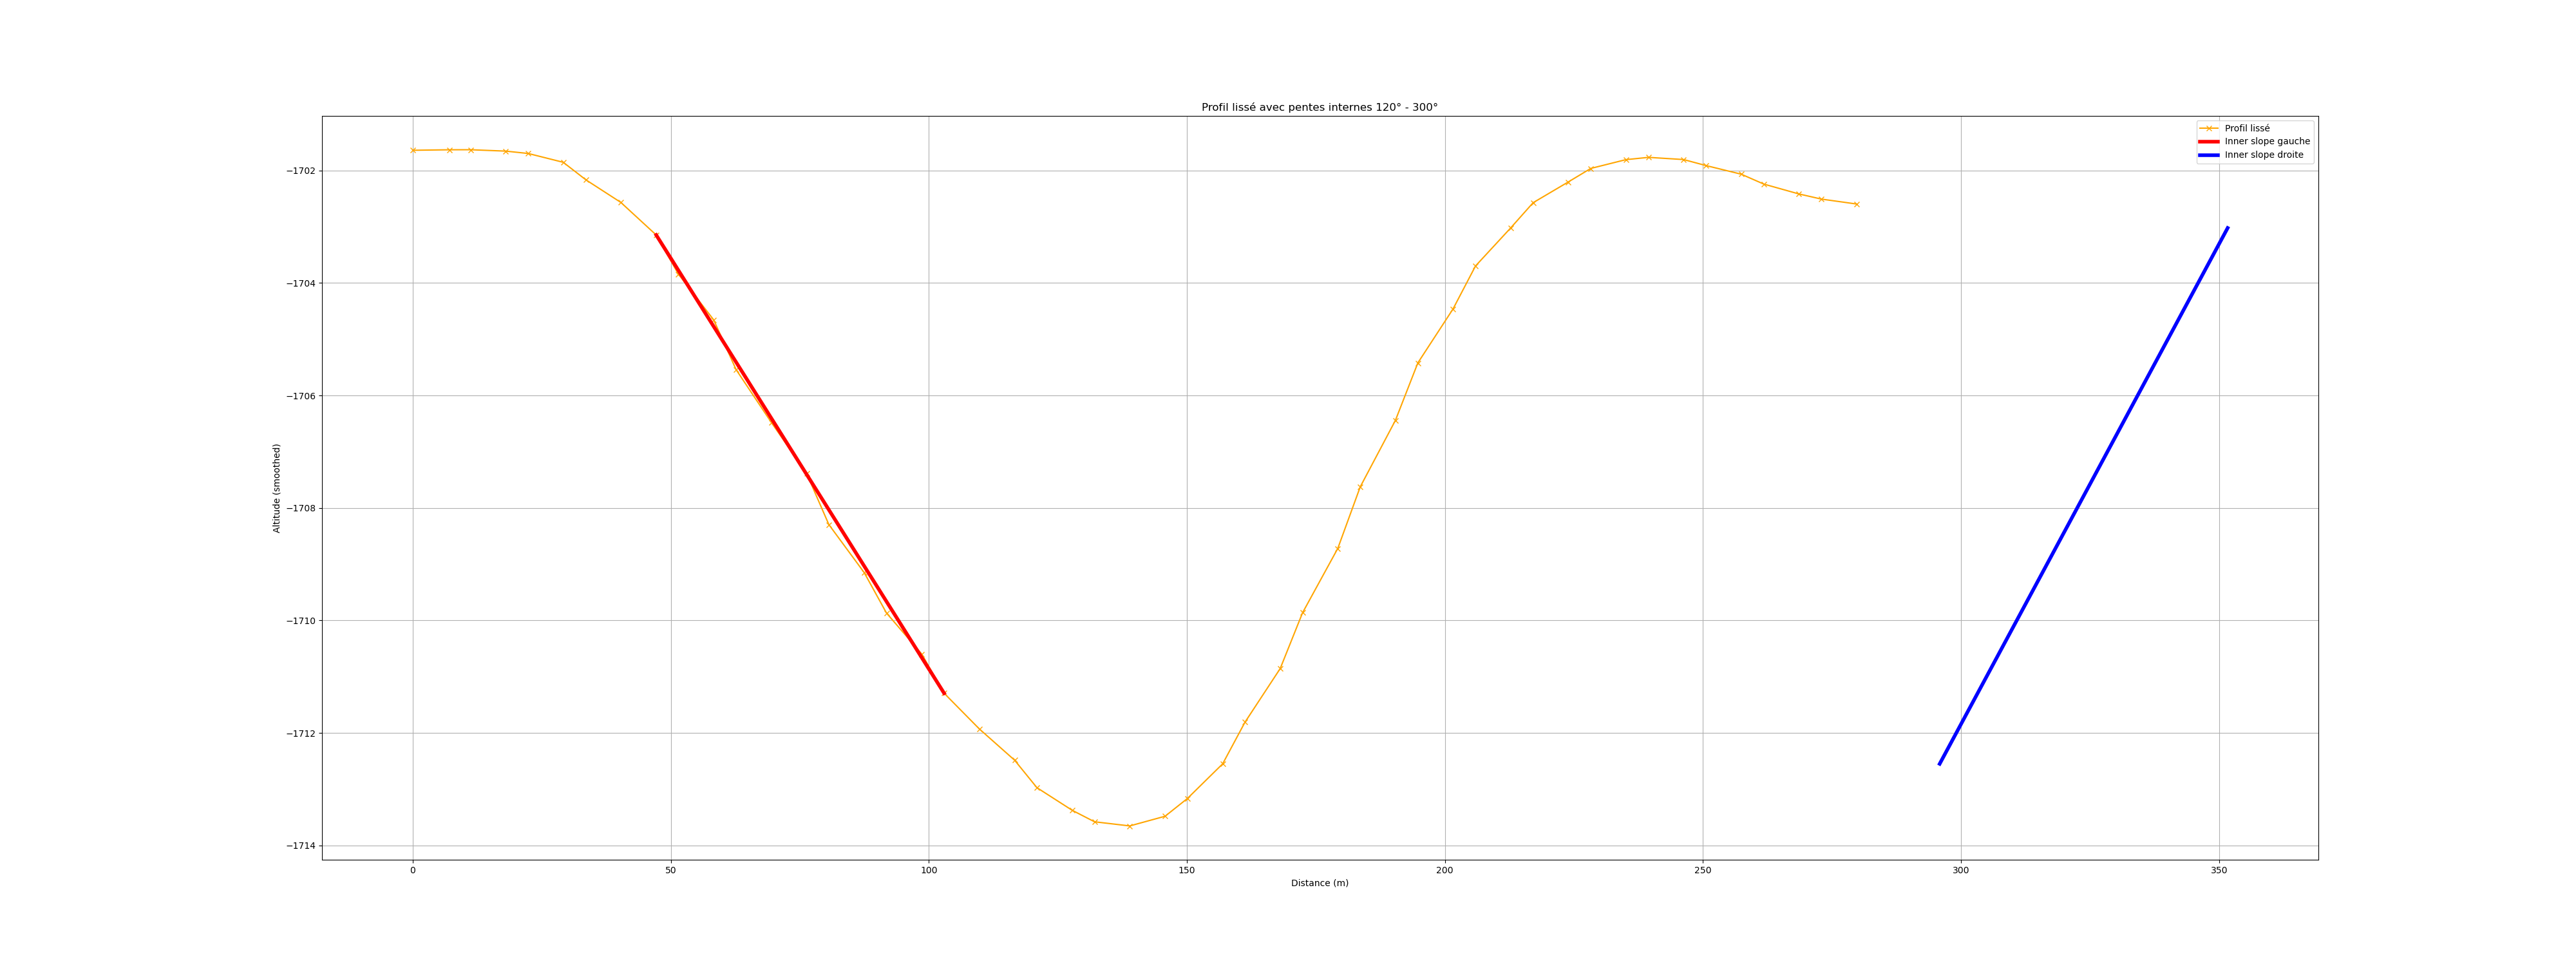 Profil lissé avec pentes internes 120° - 300°
Profil lissé
Inner slope gauche
Inner slope droite
Altitude (smoothed)
−1702
−1704
−1706
−1708
−1710
−1712
−1714
0 50 100 150 200 250 300 350
Distance (m)